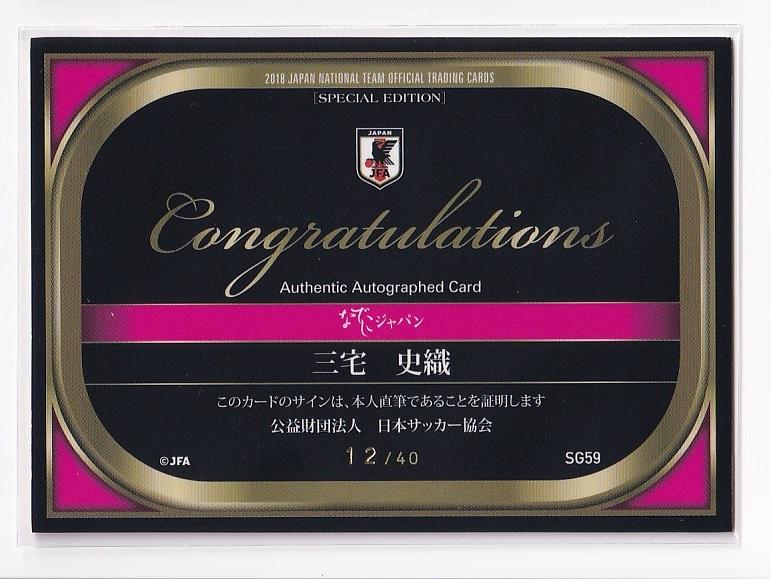 2018 JAPAN NATIONAL TEAM OFFICIAL TRADING CARDS
[SPECIAL EDITION]
JAPAN
JFA
Congratulations
Authentic Autographed Card
なでしこジャパン
三宅 史織
このカードのサインは、本人直筆であることを証明します
公益財団法人 日本サッカー協会
©JFA 12/40 SG59